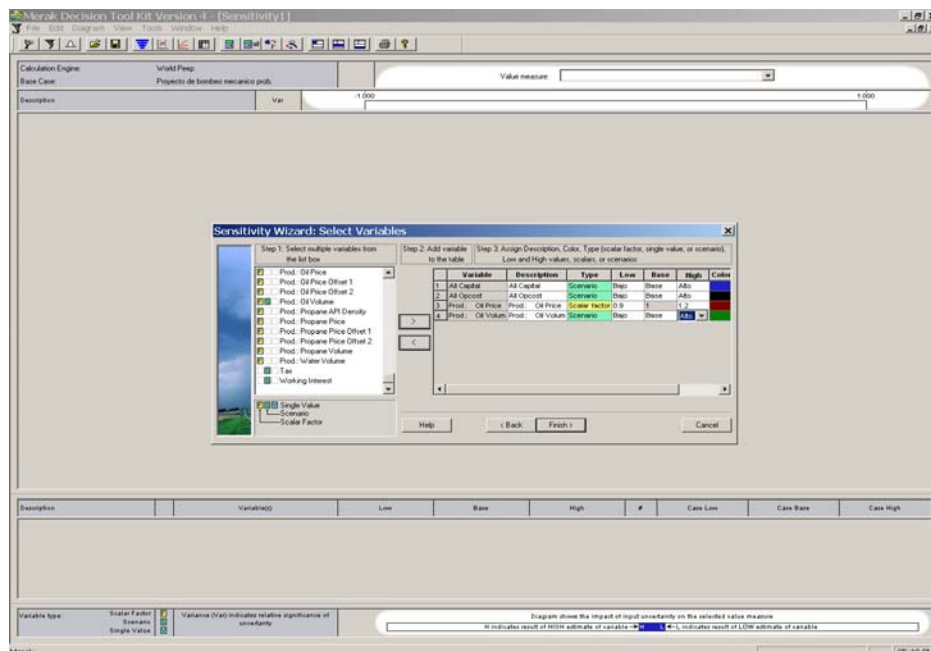 Merak Decision Tool Kit Version 4 - [Sensitivity1]
File Edit Diagram View Tools Window Help
Calculation Engine: World Peep
Base Case: Proyecto de bombeo mecanico prob.
Value measure:
Description Var -1.000 1.000
Sensitivity Wizard: Select Variables
Step 1: Select multiple variables from the list box
Step 2: Add variable to the table
Step 3: Assign Description, Color, Type (scalar factor, single value, or scenario), Low and High values, scalars, or scenarios
Prod.: Oil Price
Prod.: Oil Price Offset 1
Prod.: Oil Price Offset 2
Prod.: Oil Volume
Prod.: Propane API Density
Prod.: Propane Price
Prod.: Propane Price Offset 1
Prod.: Propane Price Offset 2
Prod.: Propane Volume
Prod.: Water Volume
Tax
Working Interest
Single Value
Scenario
Scalar Factor
>
<
Variable Description Type Low Base High Color
1 All Capital All Capital Scenario Bajo Base Alto
2 All Opcost All Opcost Scenario Bajo Base Alto
3 Prod.: Oil Price Prod.: Oil Price Scalar factor 0.9 1 1.2
4 Prod.: Oil Volum Prod.: Oil Volum Scenario Bajo Base Alto
Help < Back Finish > Cancel
Description Variable(s) Low Base High # Case Low Case Base Case High
Variable type: Scalar Factor
Scenario
Single Value
Variance (Var) indicates relative significance of uncertainty
Diagram shows the impact of input uncertainty on the selected value measure
H indicates result of HIGH estimate of variable H L L indicates result of LOW estimate of variable